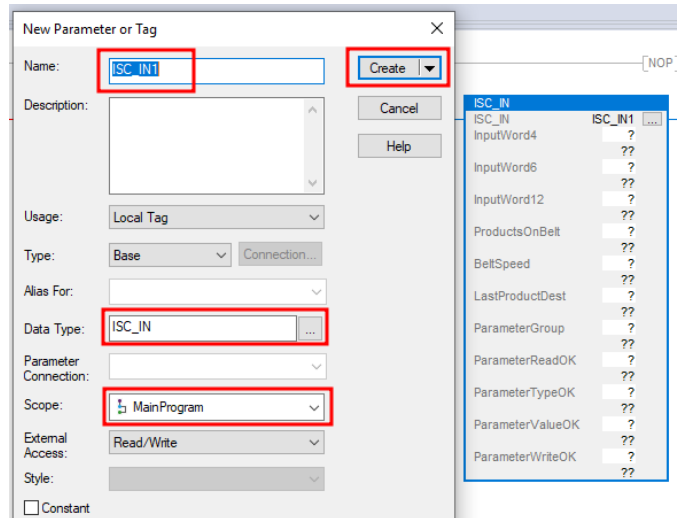 New Parameter or Tag
Name:
ISC_IN1
Create
Description:
Cancel
Help
Usage:
Local Tag
Type:
Base
Connection...
Alias For:
Data Type:
ISC_IN
...
Parameter
Connection:
Scope:
MainProgram
External
Access:
Read/Write
Style:
Constant
NOP
ISC_IN
ISC_IN ISC_IN1 ...
InputWord4 ?
??
InputWord6 ?
??
InputWord12 ?
??
ProductsOnBelt ?
??
BeltSpeed ?
??
LastProductDest ?
??
ParameterGroup ?
??
ParameterReadOK ?
??
ParameterTypeOK ?
??
ParameterValueOK ?
??
ParameterWriteOK ?
??